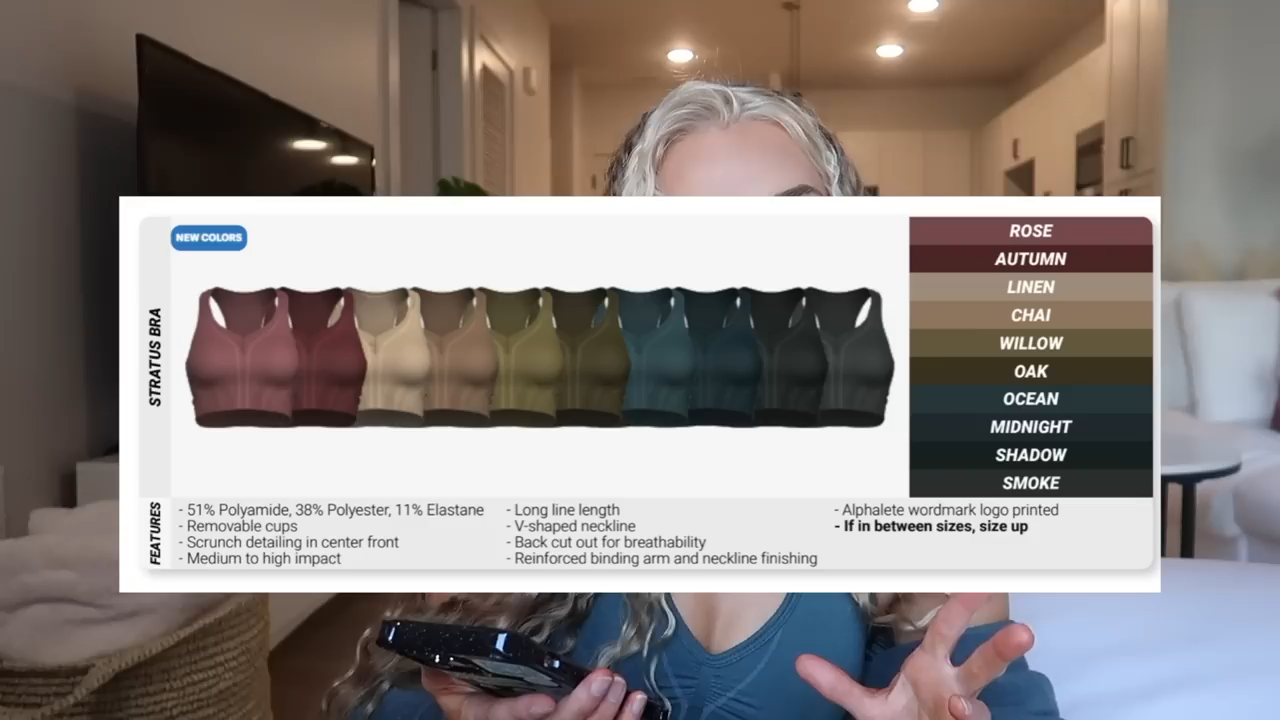 NEW COLORS
STRATUS BRA
ROSE
AUTUMN
LINEN
CHAI
WILLOW
OAK
OCEAN
MIDNIGHT
SHADOW
SMOKE
FEATURES
- 51% Polyamide, 38% Polyester, 11% Elastane
- Removable cups
- Scrunch detailing in center front
- Medium to high impact
- Long line length
- V-shaped neckline
- Back cut out for breathability
- Reinforced binding arm and neckline finishing
- Alphalete wordmark logo printed
- If in between sizes, size up